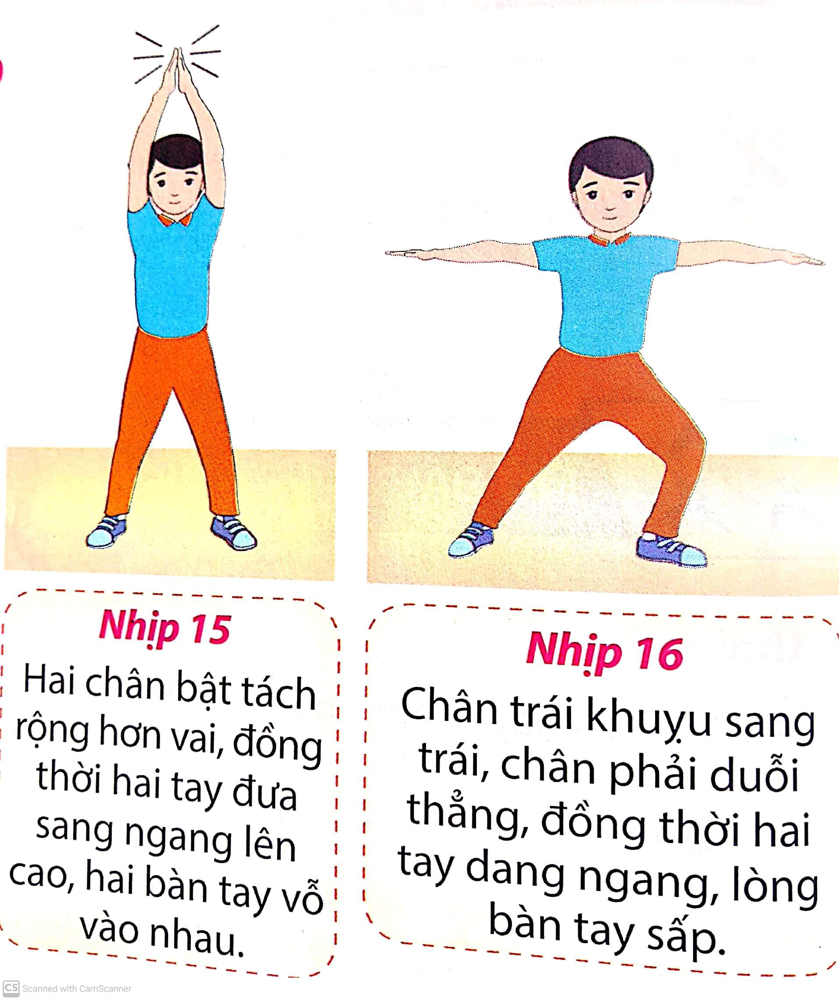 Nhịp 15
Hai chân bật tách
rộng hơn vai, đồng
thời hai tay đưa
sang ngang lên
cao, hai bàn tay vỗ
vào nhau.
Nhịp 16
Chân trái khuỵu sang
trái, chân phải duỗi
thẳng, đồng thời hai
tay dang ngang, lòng
bàn tay sấp.
CS Scanned with CamScanner